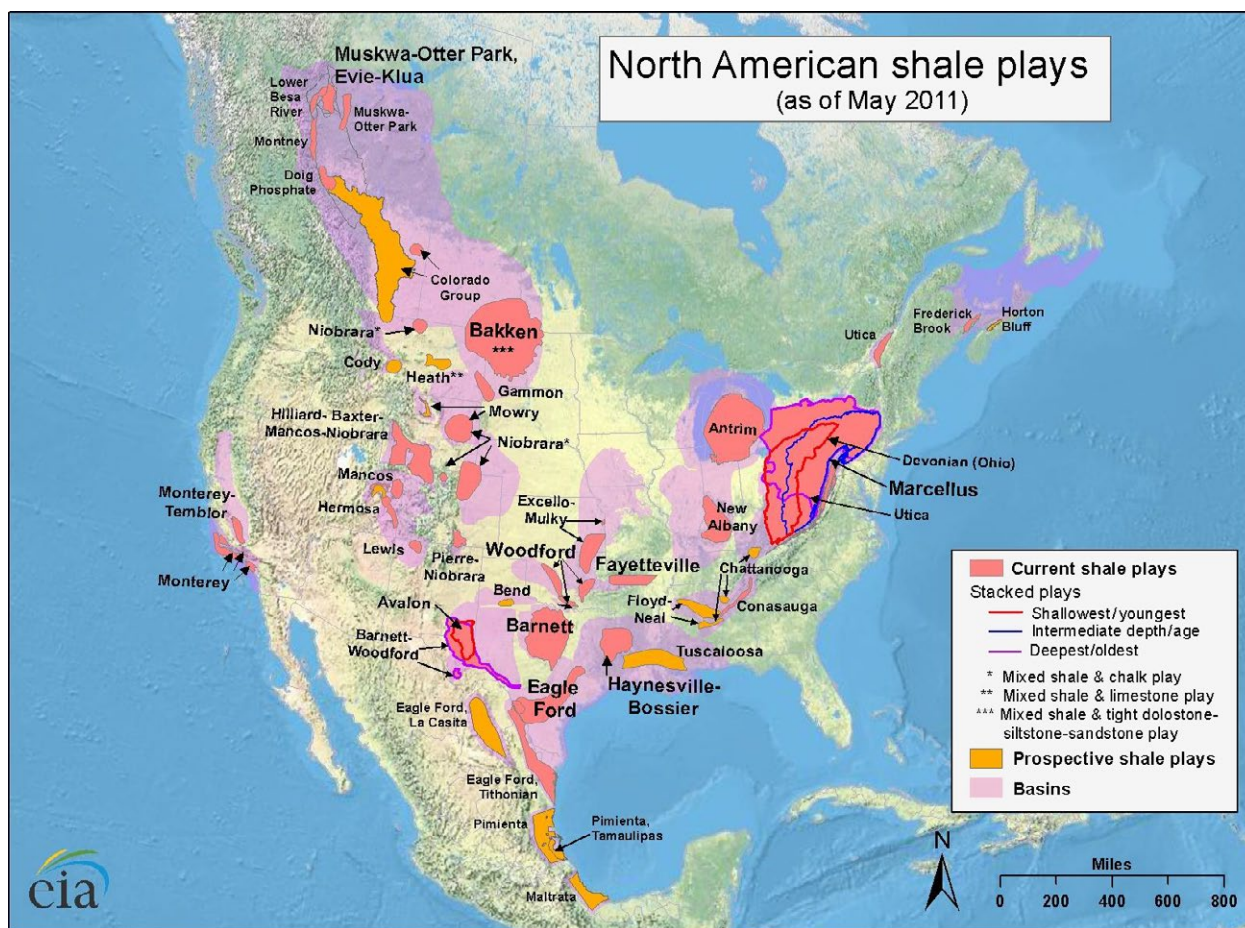 North American shale plays
(as of May 2011)
Muskwa-Otter Park,
Evie-Klua
Lower
Besa
River
Muskwa-
Otter Park
Montney
Doig
Phosphate
Colorado
Group
Niobrara*
Bakken
***
Cody
Heath**
Gammon
Mowry
Hilliard- Baxter-
Mancos-Niobrara
Niobrara*
Antrim
Utica
Frederick
Brook
Horton
Bluff
Devonian (Ohio)
Marcellus
Utica
Mancos
Monterey-
Temblor
Hermosa
Excello-
Mulky
New
Albany
Lewis
Pierre-
Niobrara
Woodford
Fayetteville
Chattanooga
Monterey
Bend
Avalon
Floyd-
Neal
Conasauga
Barnett-
Woodford
Barnett
Tuscaloosa
Eagle
Ford
Haynesville-
Bossier
Eagle Ford,
La Casita
Eagle Ford,
Tithonian
Pimienta
Pimienta,
Tamaulipas
Maltrata
Current shale plays
Stacked plays
Shallowest/youngest
Intermediate depth/age
Deepest/oldest
* Mixed shale & chalk play
** Mixed shale & limestone play
*** Mixed shale & tight dolostone-
siltstone-sandstone play
Prospective shale plays
Basins
N
Miles
0 200 400 600 800
eia